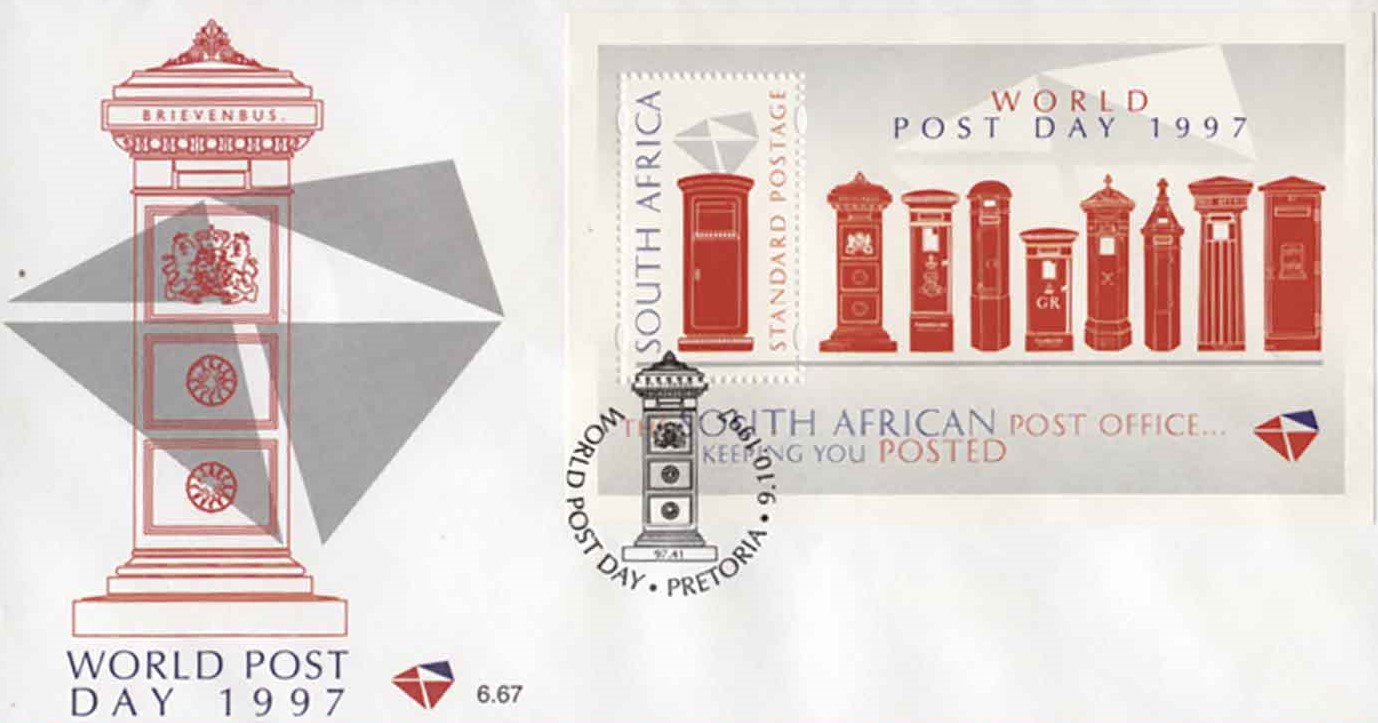 BRIEVENBUS.
WORLD POST
DAY 1997
6.67
SOUTH AFRICA
STANDARD POSTAGE
WORLD
POST DAY 1997
GR
THE SOUTH AFRICAN POST OFFICE...
KEEPING YOU POSTED
WORLD POST DAY • PRETORIA • 9.10.1997
97.41